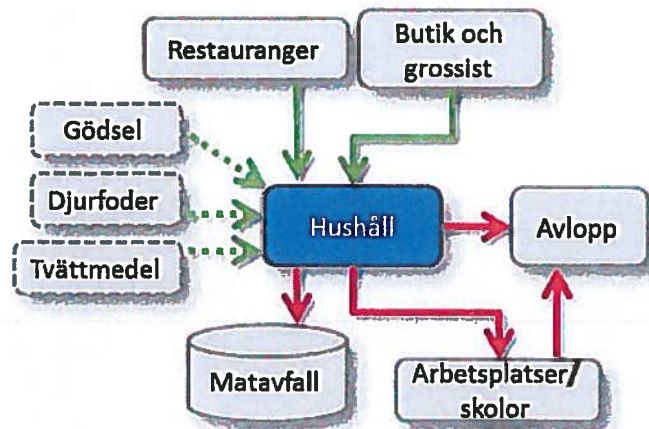 Restauranger
Butik och
grossist
Gödsel
Djurfoder
Tvättmedel
Hushåll
Avlopp
Matavfall
Arbetsplatser/
skolor